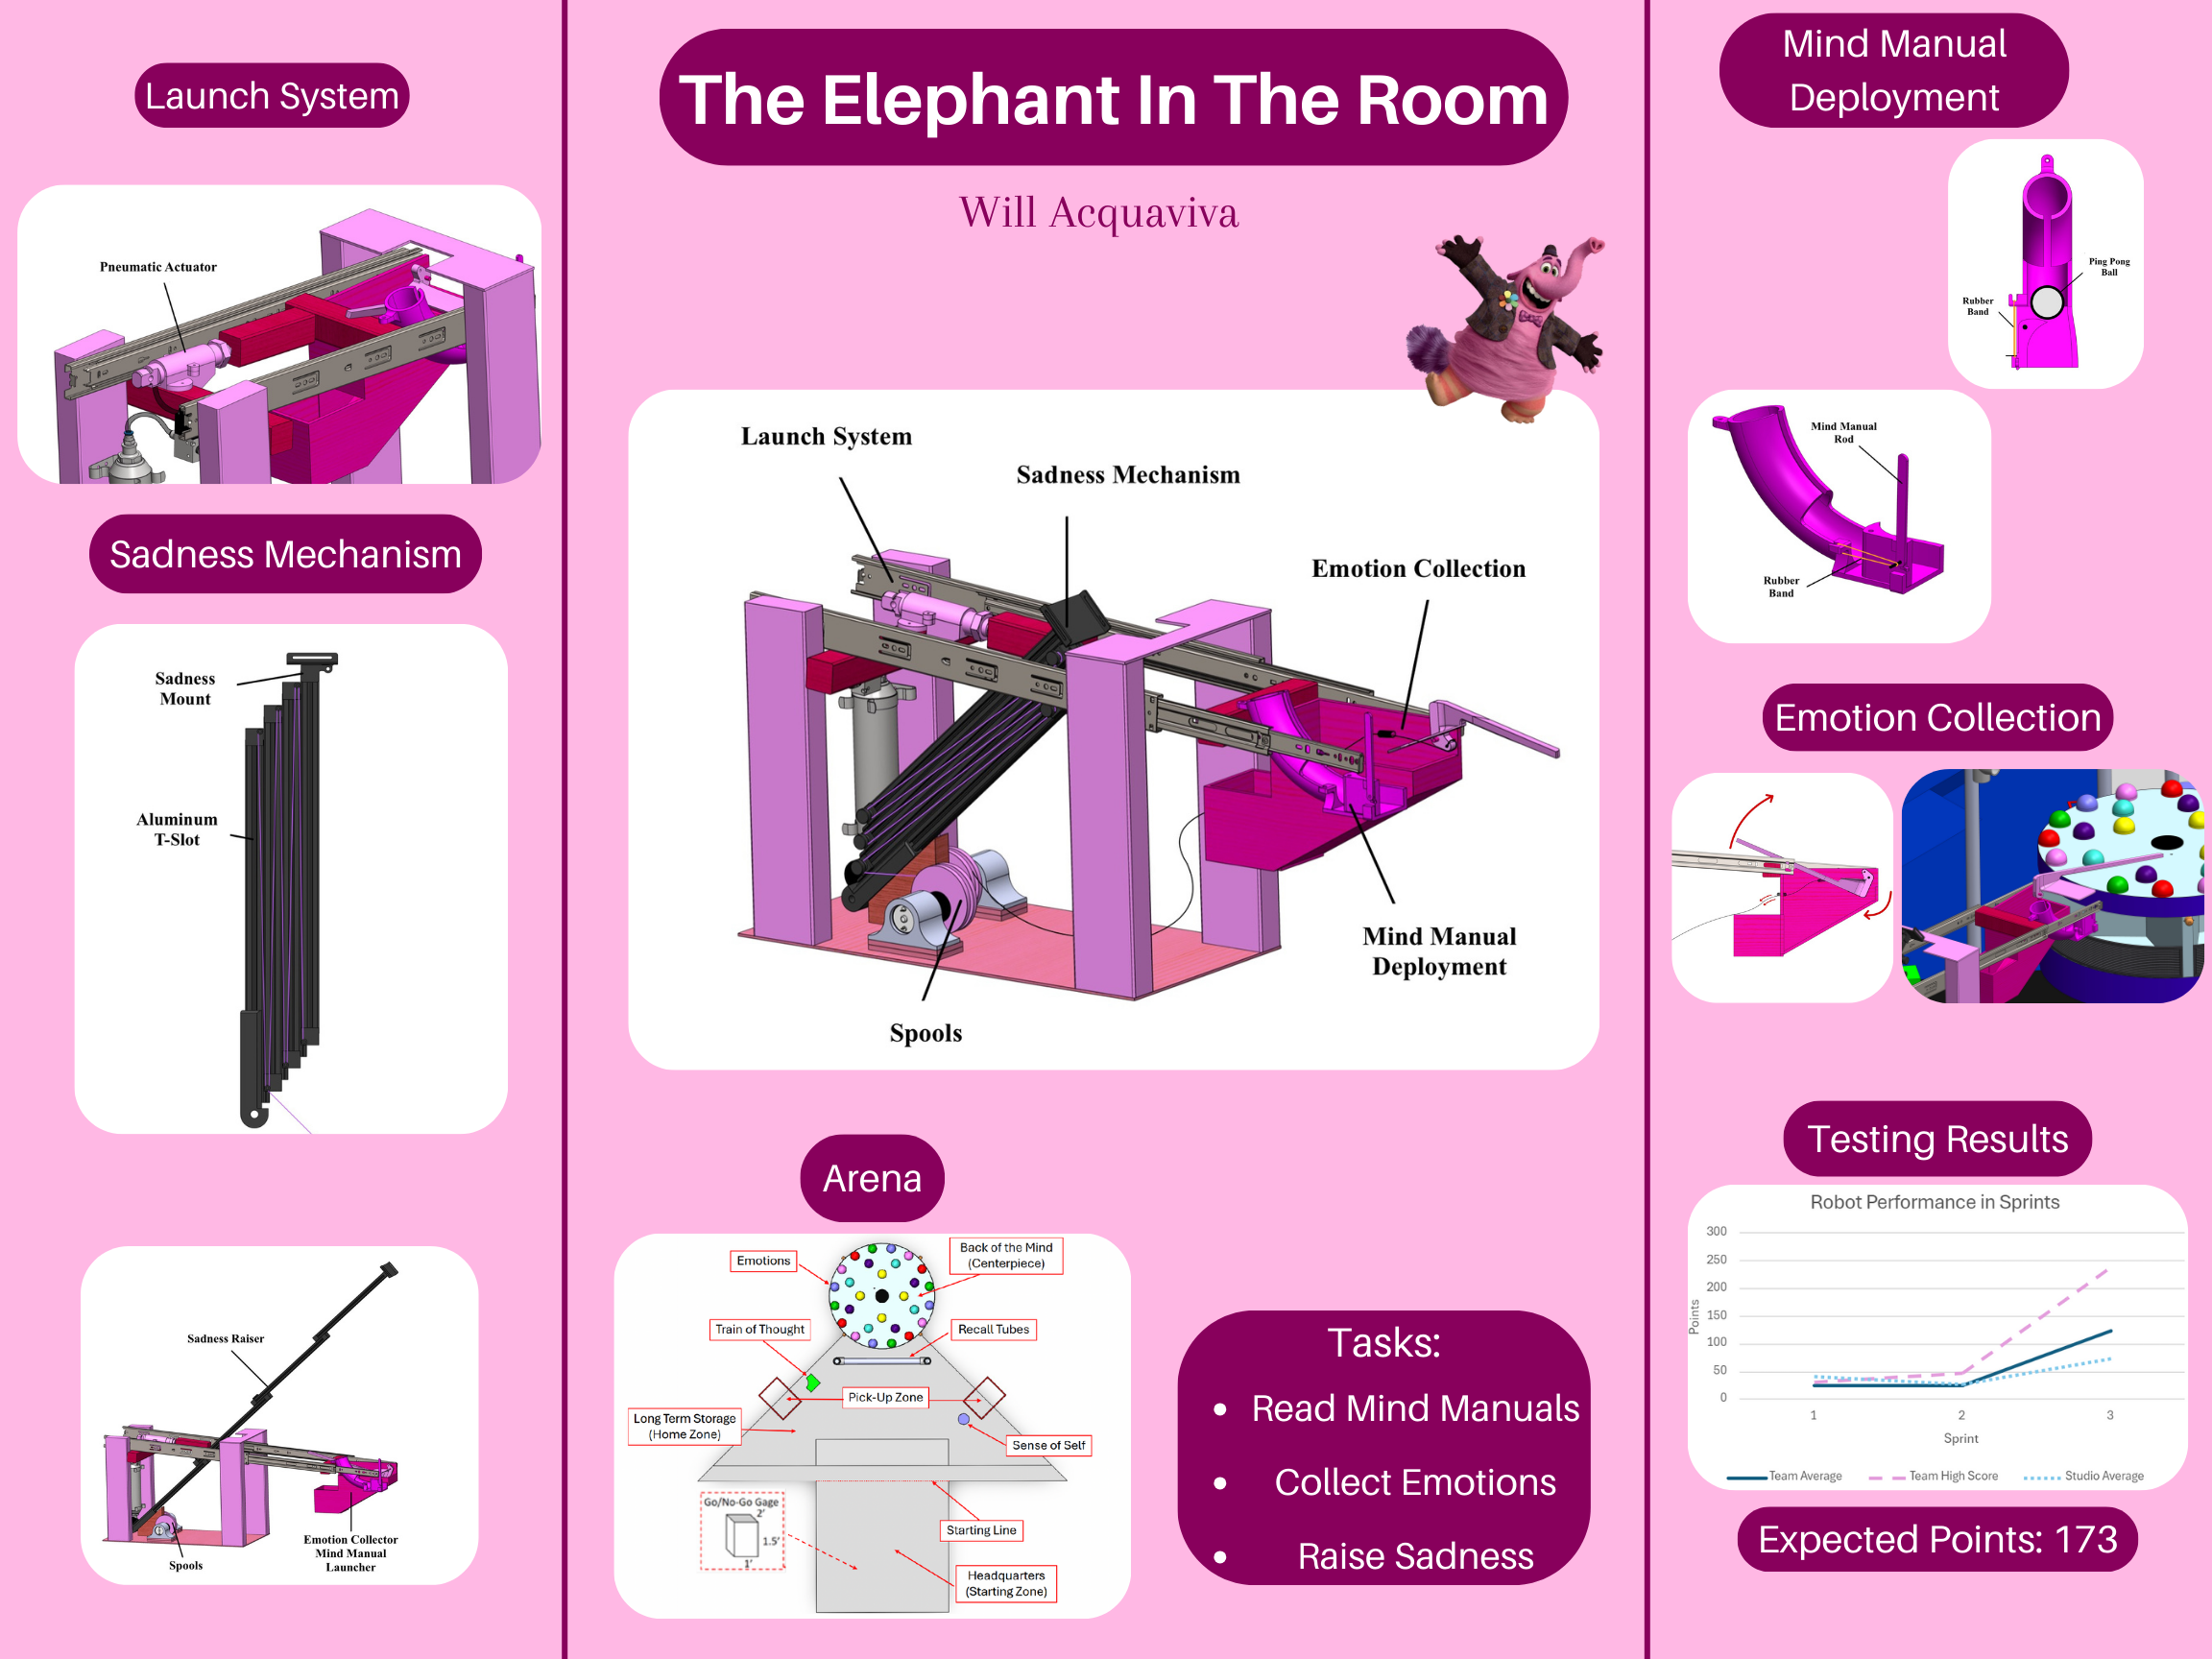 Launch System
Pneumatic Actuator
Sadness Mechanism
Sadness
Mount
Aluminum
T-Slot
Sadness Raiser
Spools
Emotion Collector
Mind Manual
Launcher
The Elephant In The Room
Will Acquaviva
Launch System
Sadness Mechanism
Emotion Collection
Mind Manual
Deployment
Spools
Arena
Emotions
Back of the Mind
(Centerpiece)
Train of Thought
Recall Tubes
Pick-Up Zone
Long Term Storage
(Home Zone)
Sense of Self
Go/No-Go Gage
2'
1.5'
1'
Starting Line
Headquarters
(Starting Zone)
Tasks:
• Read Mind Manuals
• Collect Emotions
• Raise Sadness
Mind Manual
Deployment
Ping Pong
Ball
Rubber
Band
Mind Manual
Rod
Rubber
Band
Emotion Collection
Testing Results
Robot Performance in Sprints
300
250
200
150
100
50
0
Points
1 2 3
Sprint
Team Average Team High Score Studio Average
Expected Points: 173